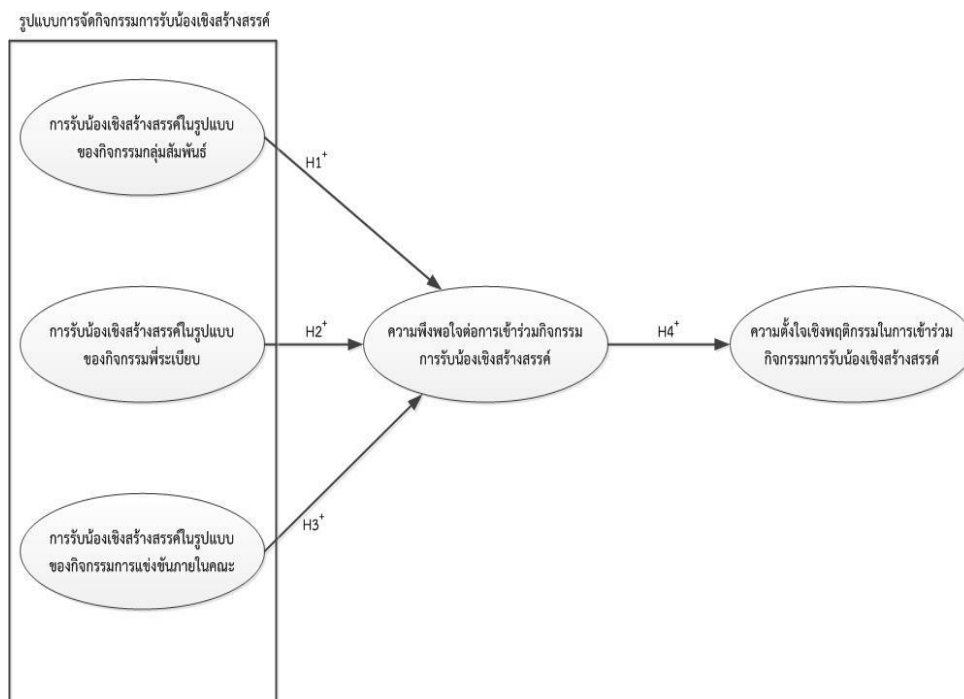 รูปแบบการจัดกิจกรรมการรับน้องเชิงสร้างสรรค์
การรับน้องเชิงสร้างสรรค์ในรูปแบบ
ของกิจกรรมกลุ่มสัมพันธ์
H1+
การรับน้องเชิงสร้างสรรค์ในรูปแบบ
ของกิจกรรมพี่ระเบียบ
H2+
ความพึงพอใจต่อการเข้าร่วมกิจกรรม
การรับน้องเชิงสร้างสรรค์
H4+
ความตั้งใจเชิงพฤติกรรมในการเข้าร่วม
กิจกรรมการรับน้องเชิงสร้างสรรค์
การรับน้องเชิงสร้างสรรค์ในรูปแบบ
ของกิจกรรมการแข่งขันภายในคณะ
H3+